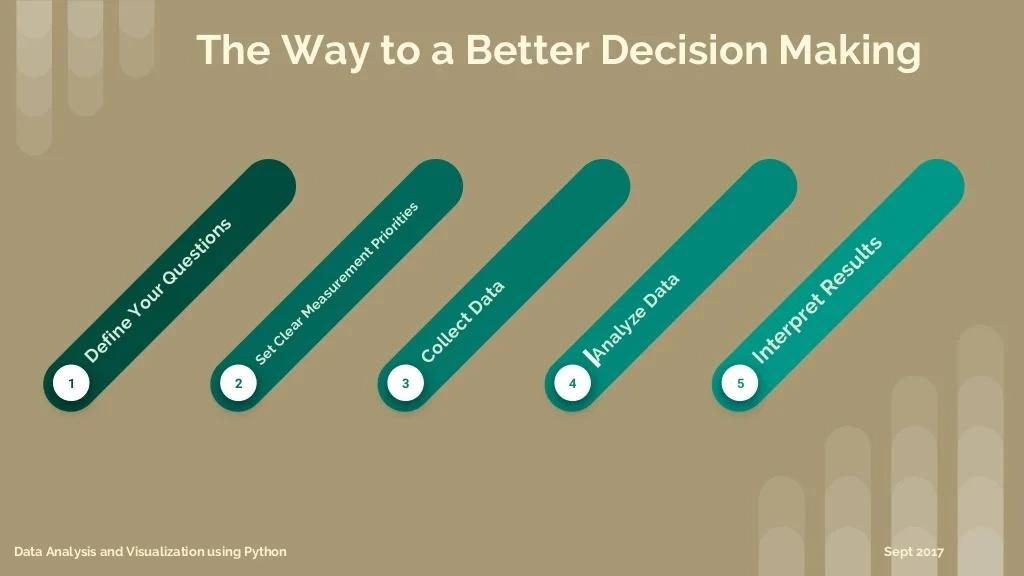 The Way to a Better Decision Making
1 Define Your Questions
2 Set Clear Measurement Priorities
3 Collect Data
4 Analyze Data
5 Interpret Results
Data Analysis and Visualization using Python
Sept 2017